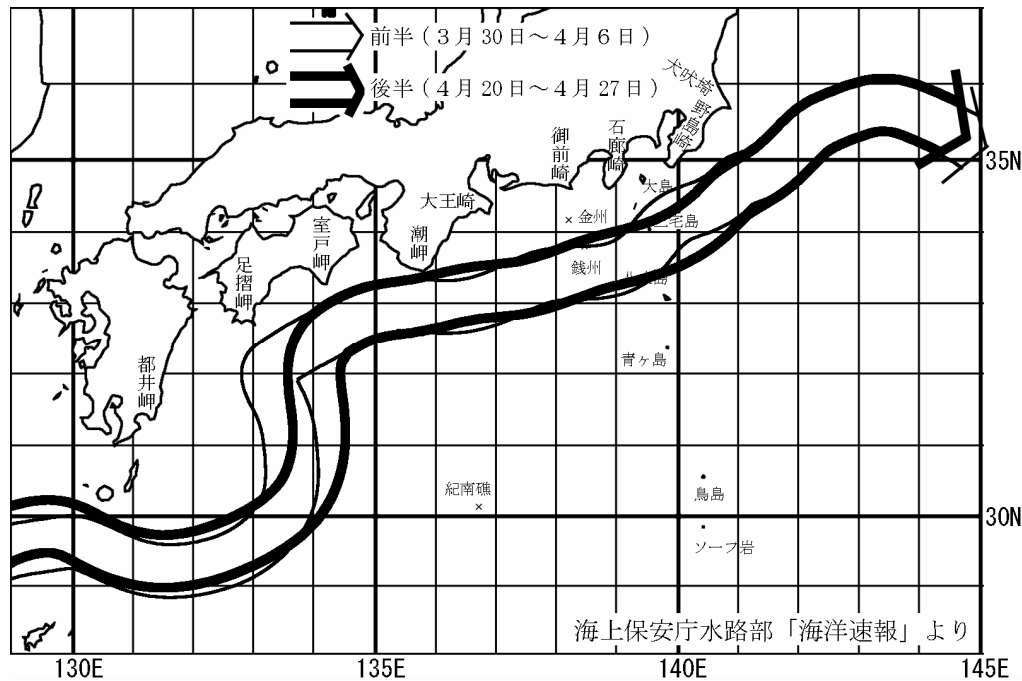 前半（３月30日～４月６日）
後半（４月20日～４月27日）
犬吠埼
野島崎
石廊崎
御前崎
35N
大島
大王崎
金州
三宅島
室戸岬
潮岬
足摺岬
銭州
青ヶ島
都井岬
紀南礁
鳥島
30N
ソーフ岩
海上保安庁水路部「海洋速報」より
130E
135E
140E
145E